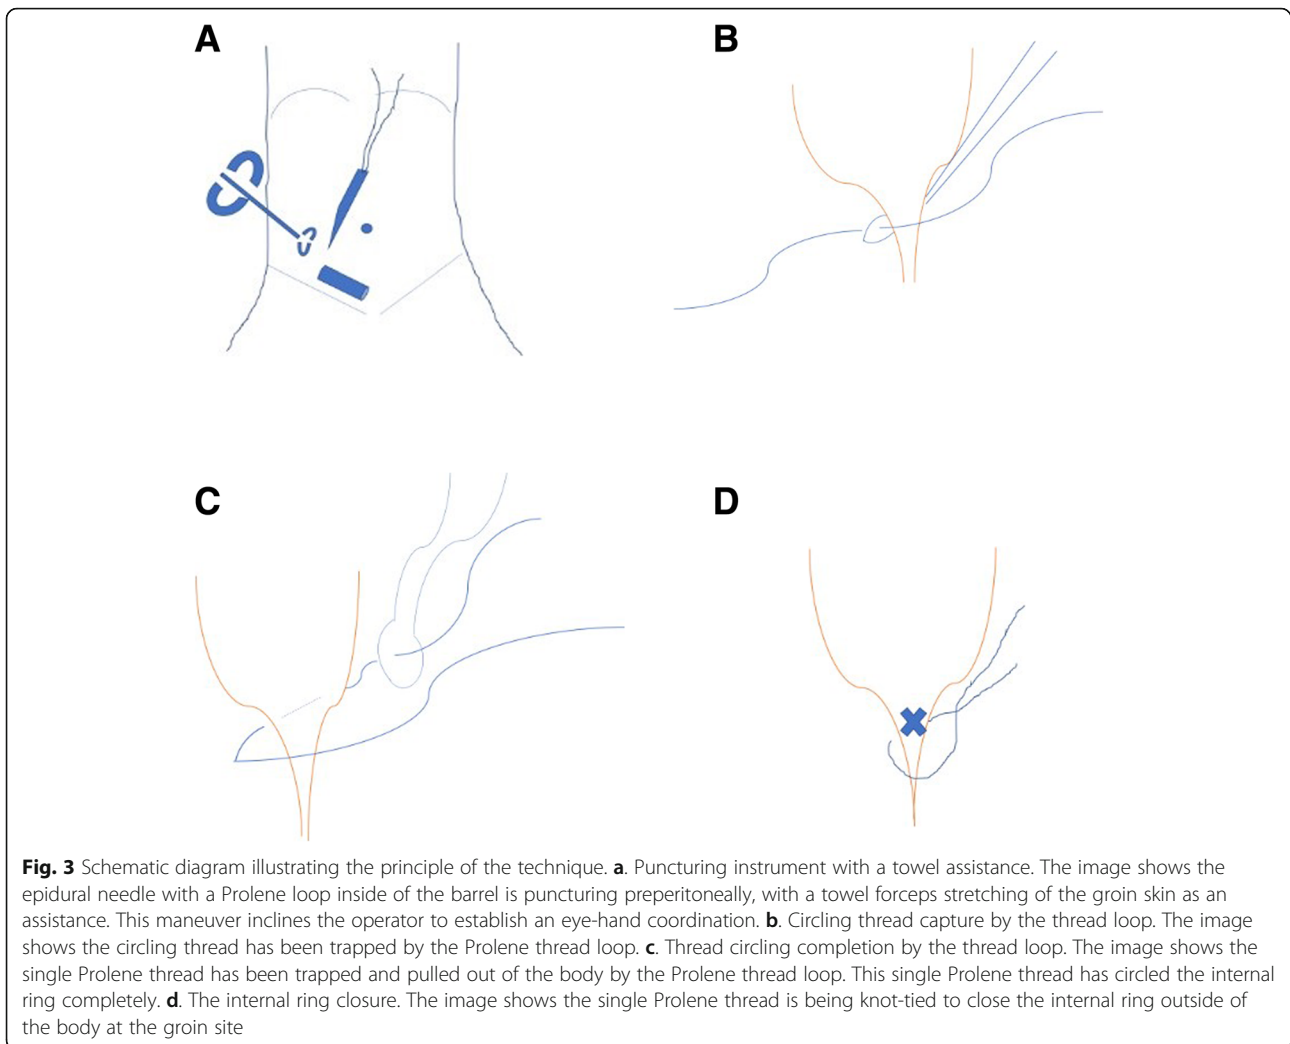 A
B
C
D
Fig. 3 Schematic diagram illustrating the principle of the technique. a. Puncturing instrument with a towel assistance. The image shows the
epidural needle with a Prolene loop inside of the barrel is puncturing preperitoneally, with a towel forceps stretching of the groin skin as an
assistance. This maneuver inclines the operator to establish an eye-hand coordination. b. Circling thread capture by the thread loop. The image
shows the circling thread has been trapped by the Prolene thread loop. c. Thread circling completion by the thread loop. The image shows the
single Prolene thread has been trapped and pulled out of the body by the Prolene thread loop. This single Prolene thread has circled the internal
ring completely. d. The internal ring closure. The image shows the single Prolene thread is being knot-tied to close the internal ring outside of
the body at the groin site